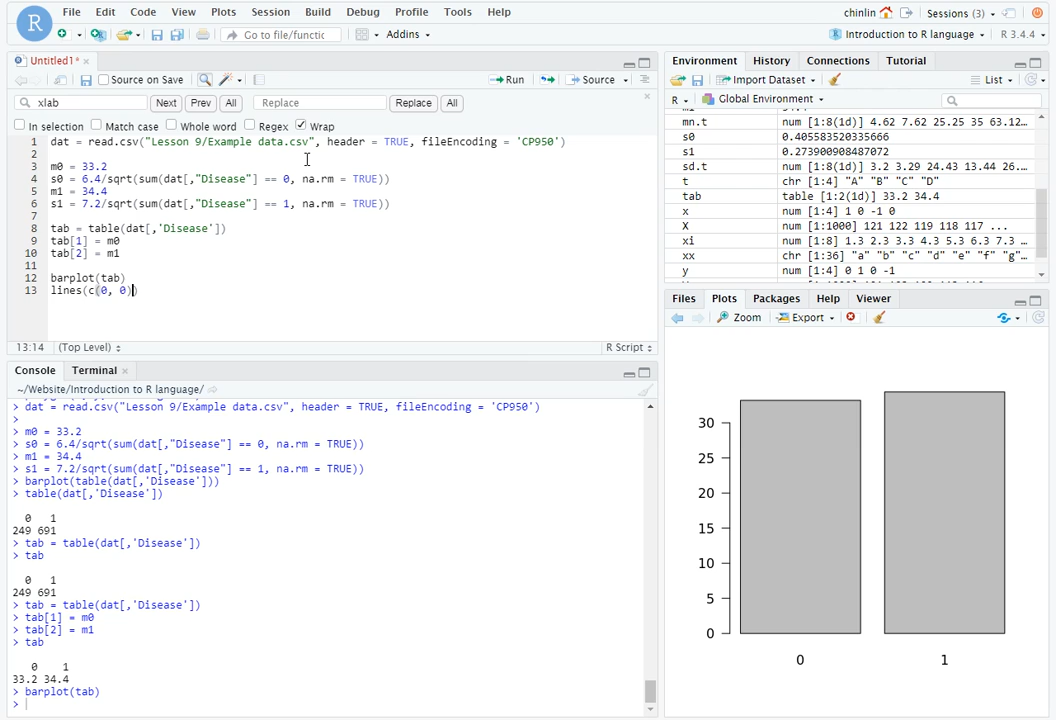 File Edit Code View Plots Session Build Debug Profile Tools Help
chinlin Sessions (3)
R Go to file/functic Addins
Introduction to R language R 3.4.4
Untitled1* ×
Source on Save Run Source
xlab Next Prev All Replace Replace All
In selection Match case Whole word Regex Wrap
1 dat = read.csv("Lesson 9/Example data.csv", header = TRUE, fileEncoding = 'CP950')
2
3 m0 = 33.2
4 s0 = 6.4/sqrt(sum(dat[,"Disease"] == 0, na.rm = TRUE))
5 m1 = 34.4
6 s1 = 7.2/sqrt(sum(dat[,"Disease"] == 1, na.rm = TRUE))
7
8 tab = table(dat[,'Disease'])
9 tab[1] = m0
10 tab[2] = m1
11
12 barplot(tab)
13 lines(c(0, 0))
13:14 (Top Level) R Script
Console Terminal ×
~/Website/Introduction to R language/
> dat = read.csv("Lesson 9/Example data.csv", header = TRUE, fileEncoding = 'CP950')
>
> m0 = 33.2
> s0 = 6.4/sqrt(sum(dat[,"Disease"] == 0, na.rm = TRUE))
> m1 = 34.4
> s1 = 7.2/sqrt(sum(dat[,"Disease"] == 1, na.rm = TRUE))
> barplot(table(dat[,'Disease']))
> table(dat[,'Disease'])
0 1
249 691
> tab = table(dat[,'Disease'])
> tab
0 1
249 691
> tab = table(dat[,'Disease'])
> tab[1] = m0
> tab[2] = m1
> tab
0 1
33.2 34.4
> barplot(tab)
>
Environment History Connections Tutorial
Import Dataset List
R Global Environment
mn.t num [1:8(1d)] 4.62 7.62 25.25 35 63.12…
s0 0.405583520335666
s1 0.273900908487072
sd.t num [1:8(1d)] 3.2 3.29 24.43 13.44 26.…
t chr [1:4] "A" "B" "C" "D"
tab table [1:2(1d)] 33.2 34.4
x num [1:4] 1 0 -1 0
X num [1:1000] 121 122 119 118 117 ...
xi num [1:8] 1.3 2.3 3.3 4.3 5.3 6.3 7.3 …
xx chr [1:36] "a" "b" "c" "d" "e" "f" "g"…
y num [1:4] 0 1 0 -1
Files Plots Packages Help Viewer
Zoom Export
30
25
20
15
10
5
0
0 1